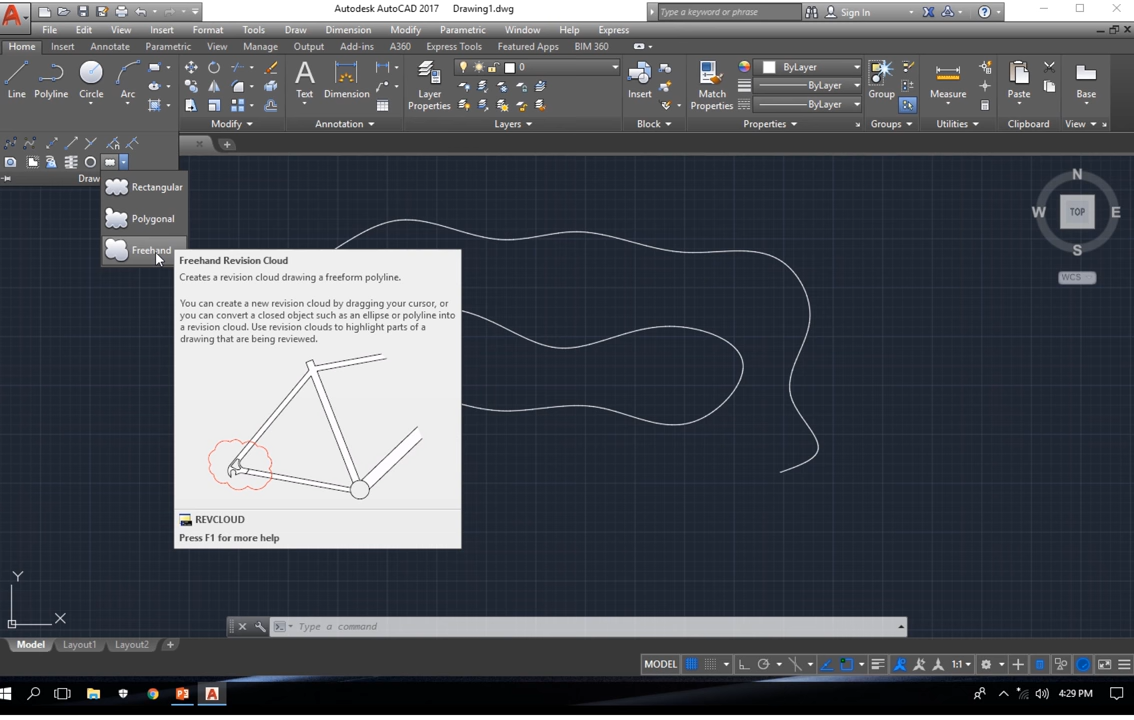 Autodesk AutoCAD 2017 Drawing1.dwg
Type a keyword or phrase
Sign In
File Edit View Insert Format Tools Draw Dimension Modify Parametric Window Help Express
Home Insert Annotate Parametric View Manage Output Add-ins A360 Express Tools Featured Apps BIM 360
0
ByLayer
ByLayer
ByLayer
Line Polyline Circle Arc
Text Dimension
Layer Properties
Insert
Match Properties
Group
Measure
Paste
Base
Modify Annotation Layers Block Properties Groups Utilities Clipboard View
Draw
Rectangular
Polygonal
Freehand
Freehand Revision Cloud
Creates a revision cloud drawing a freeform polyline.
You can create a new revision cloud by dragging your cursor, or
you can convert a closed object such as an ellipse or polyline into
a revision cloud. Use revision clouds to highlight parts of a
drawing that are being reviewed.
REVCLOUD
Press F1 for more help
N
W TOP E
S
WCS
Y
X
Type a command
Model Layout1 Layout2
MODEL
1:1
4:29 PM